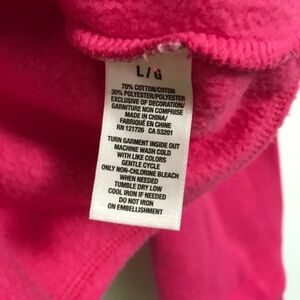 L / G
70% COTTON/COTON
30% POLYESTER/POLYESTER
EXCLUSIVE OF DECORATION/
GARNITURE NON COMPRISE
MADE IN CHINA/
FABRIQUÉ EN CHINE
RN 121726 CA 53201
TURN GARMENT INSIDE OUT
MACHINE WASH COLD
WITH LIKE COLORS
GENTLE CYCLE
ONLY NON-CHLORINE BLEACH
WHEN NEEDED
TUMBLE DRY LOW
COOL IRON IF NEEDED
DO NOT IRON
ON EMBELLISHMENT